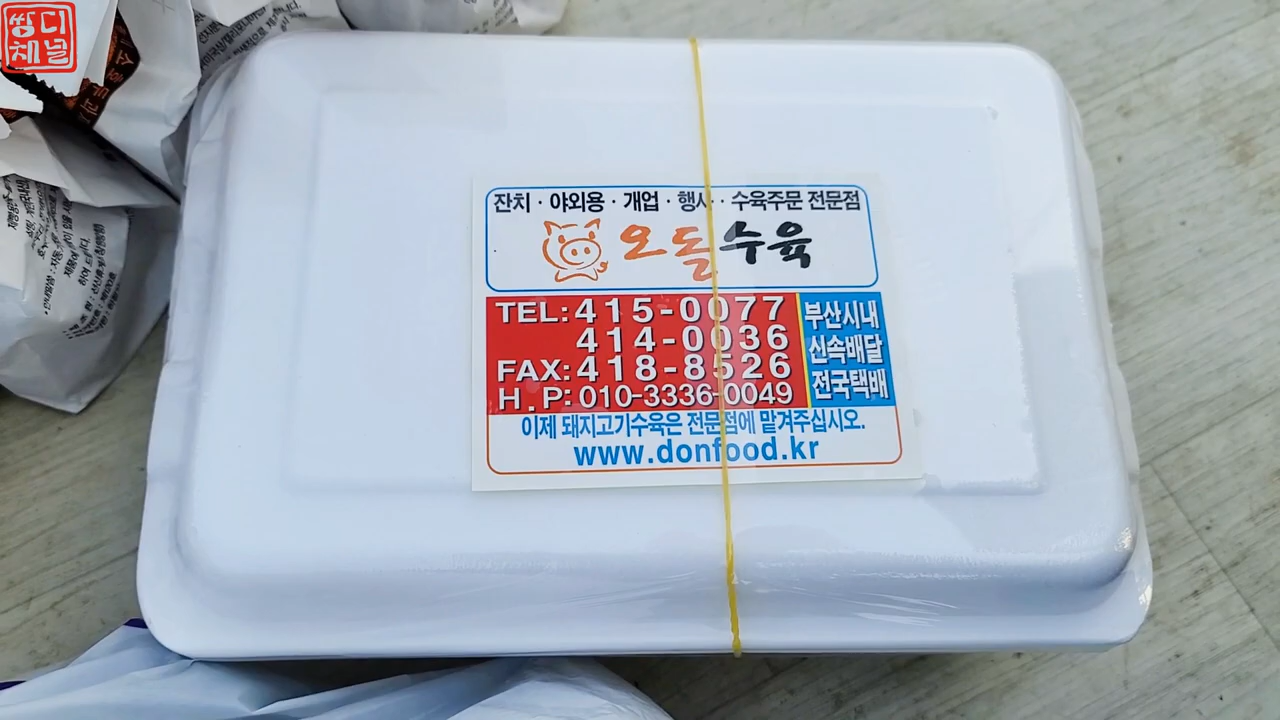 쌍디
채널
잔치 · 야외용 · 개업 · 행사 · 수육주문 전문점
오돌수육
TEL: 415-0077
414-0036
FAX: 418-8526
H.P: 010-3336-0049
부산시내
신속배달
전국택배
이제 돼지고기수육은 전문점에 맡겨주십시오.
www.donfood.kr